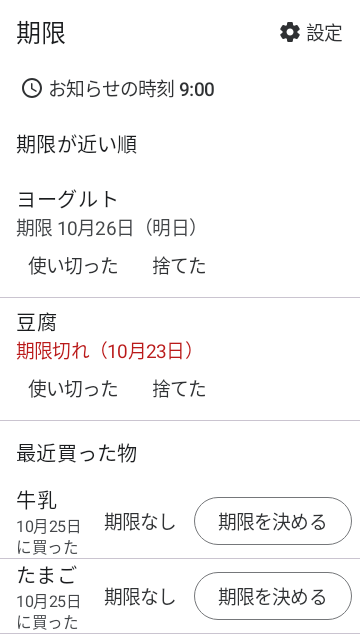 期限
設定
お知らせの時刻 9:00
期限が近い順
ヨーグルト
期限 10月26日（明日）
使い切った 捨てた
豆腐
期限切れ（10月23日）
使い切った 捨てた
最近買った物
牛乳
10月25日
に買った
期限なし
期限を決める
たまご
10月25日
に買った
期限なし
期限を決める